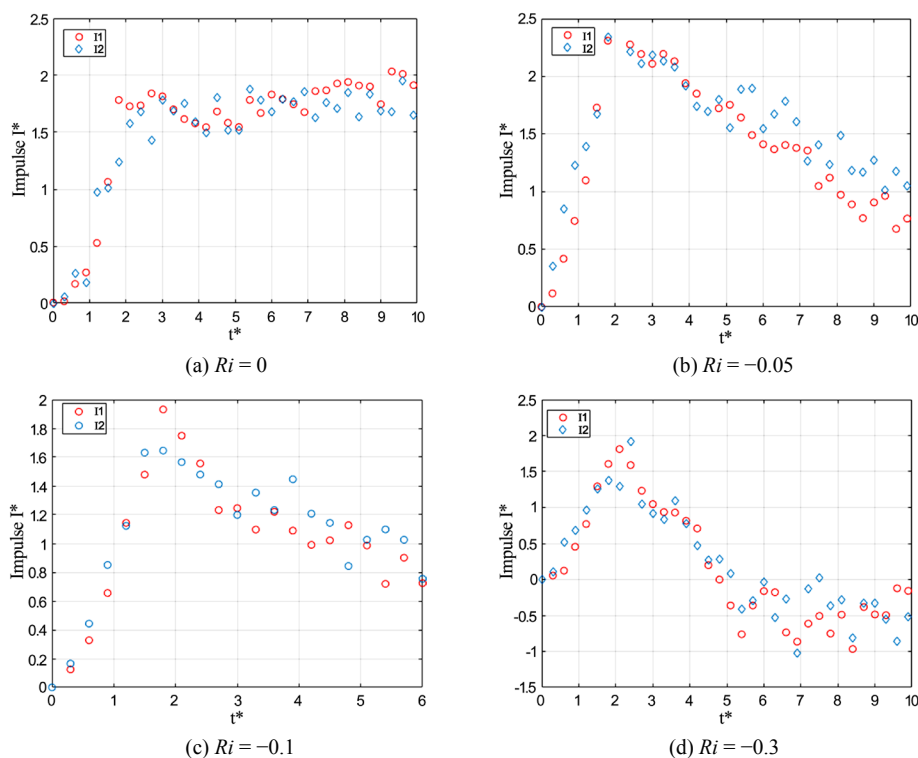 2.5
I1
I2
2
1.5
1
0.5
0
Impulse I*
0 1 2 3 4 5 6 7 8 9 10
t*
(a) Ri = 0
2.5
I1
I2
2
1.5
1
0.5
0
Impulse I*
0 1 2 3 4 5 6 7 8 9 10
t*
(b) Ri = −0.05
2
I1
I2
1.8
1.6
1.4
1.2
1
0.8
0.6
0.4
0.2
0
Impulse I*
0 1 2 3 4 5 6
t*
(c) Ri = −0.1
2.5
I1
I2
2
1.5
1
0.5
0
-0.5
-1
-1.5
Impulse I*
0 1 2 3 4 5 6 7 8 9 10
t*
(d) Ri = −0.3